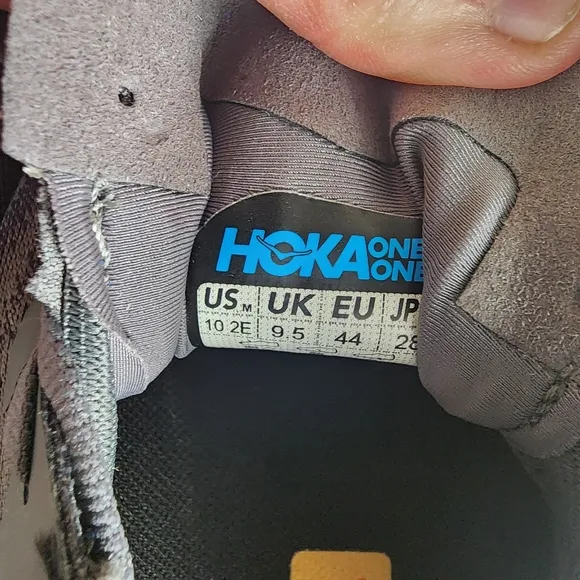 HOKA ONE ONE
US M UK EU JP
10 2E 9.5 44 28